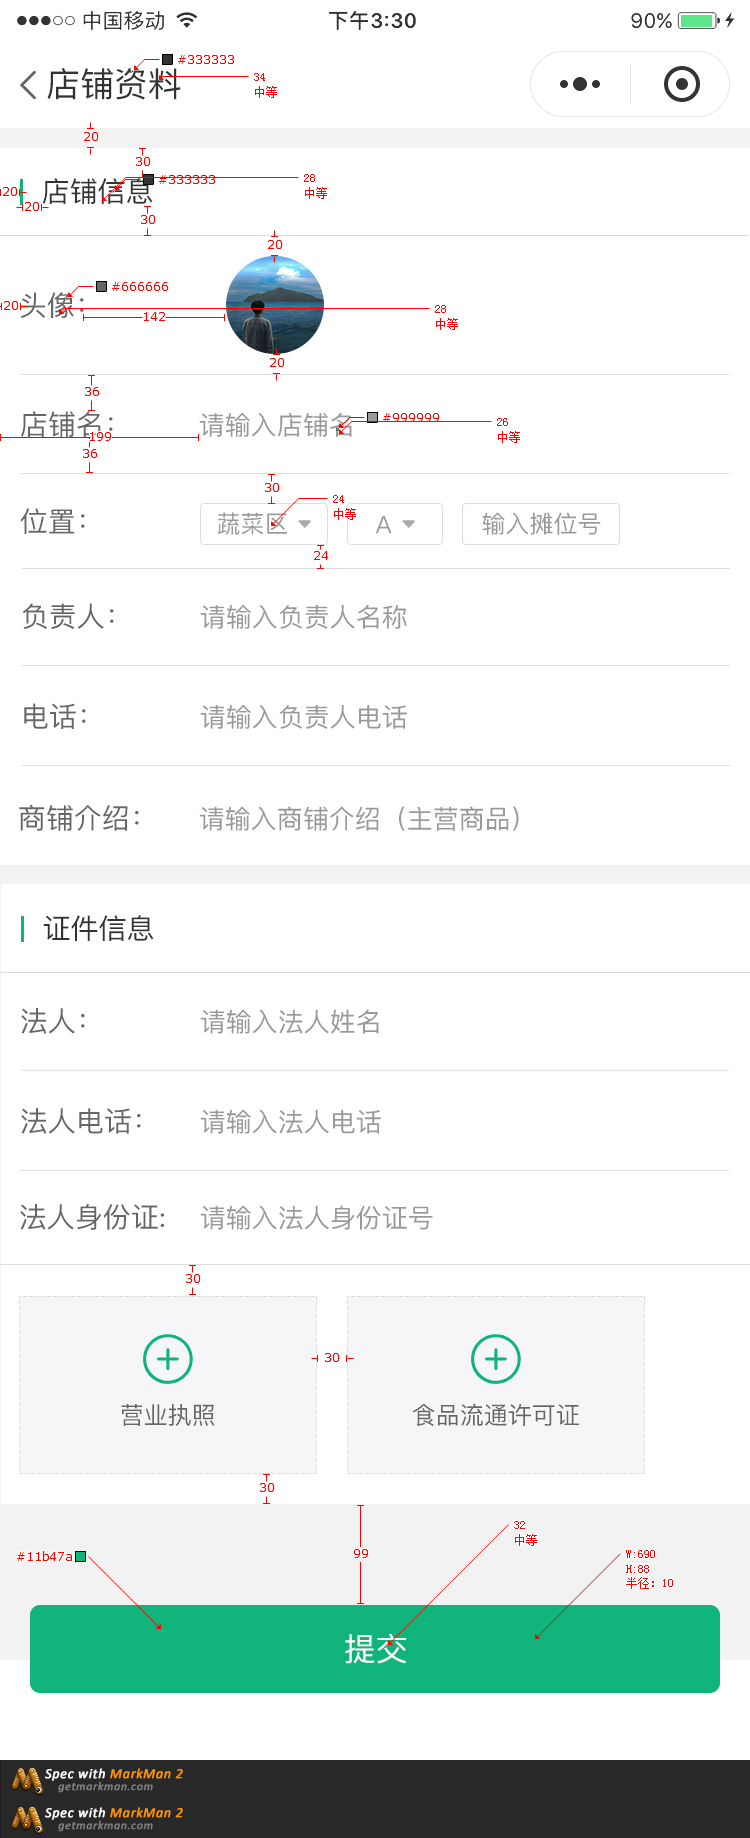 中国移动 下午3:30 90%
#333333
店铺资料
34
中等
20
30
#333333
28
中等
店铺信息
20
20
30
20
#666666
头像：
20
28
中等
142
20
36
店铺名： 请输入店铺名
#999999
26
中等
199
36
30
24
中等
位置： 蔬菜区 A 输入摊位号
24
负责人： 请输入负责人名称
电话： 请输入负责人电话
商铺介绍： 请输入商铺介绍（主营商品）
证件信息
法人： 请输入法人姓名
法人电话： 请输入法人电话
法人身份证: 请输入法人身份证号
30
30
营业执照 食品流通许可证
30
99
32
中等
#11b47a
W:690
H:88
半径：10
提交
Spec with MarkMan 2
getmarkman.com
Spec with MarkMan 2
getmarkman.com